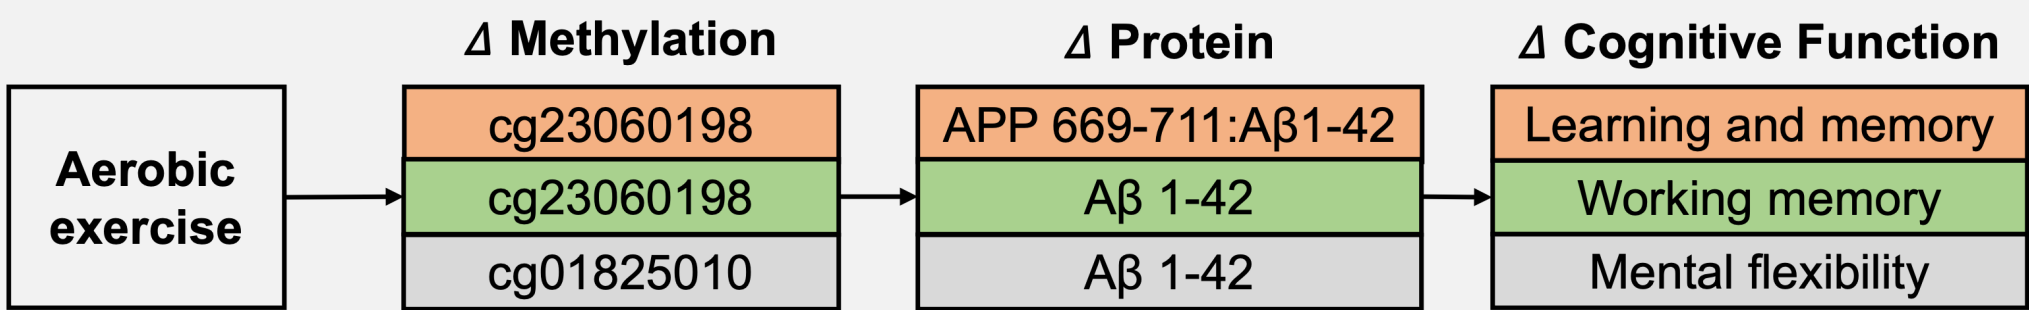 Δ Methylation
Δ Protein
Δ Cognitive Function
Aerobic
exercise
cg23060198
APP 669-711:Aβ1-42
Learning and memory
cg23060198
Aβ 1-42
Working memory
cg01825010
Aβ 1-42
Mental flexibility